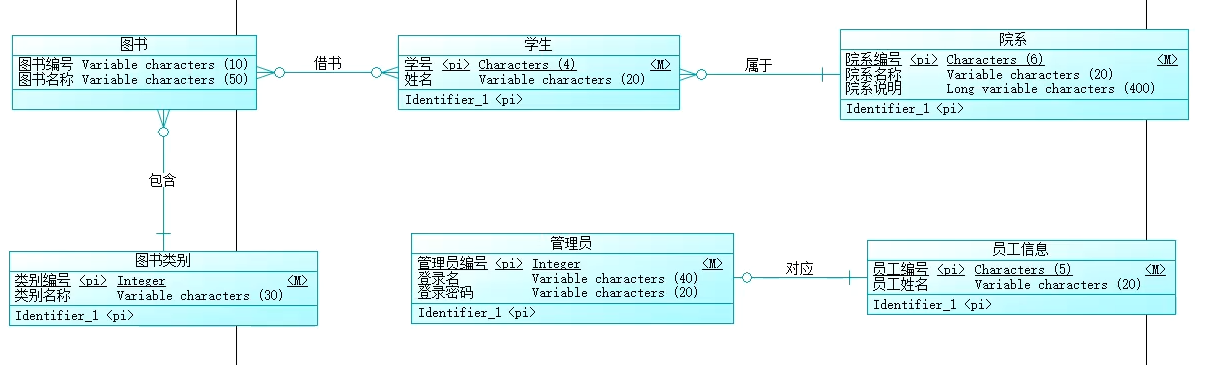 图书
图书编号 Variable characters (10)
图书名称 Variable characters (50)
借书
学生
学号 <pi> Characters (4) <M>
姓名 Variable characters (20)
Identifier_1 <pi>
属于
院系
院系编号 <pi> Characters (6) <M>
院系名称 Variable characters (20)
院系说明 Long variable characters (400)
Identifier_1 <pi>
包含
图书类别
类别编号 <pi> Integer <M>
类别名称 Variable characters (30)
Identifier_1 <pi>
管理员
管理员编号 <pi> Integer <M>
登录名 Variable characters (40)
登录密码 Variable characters (20)
Identifier_1 <pi>
对应
员工信息
员工编号 <pi> Characters (5) <M>
员工姓名 Variable characters (20)
Identifier_1 <pi>